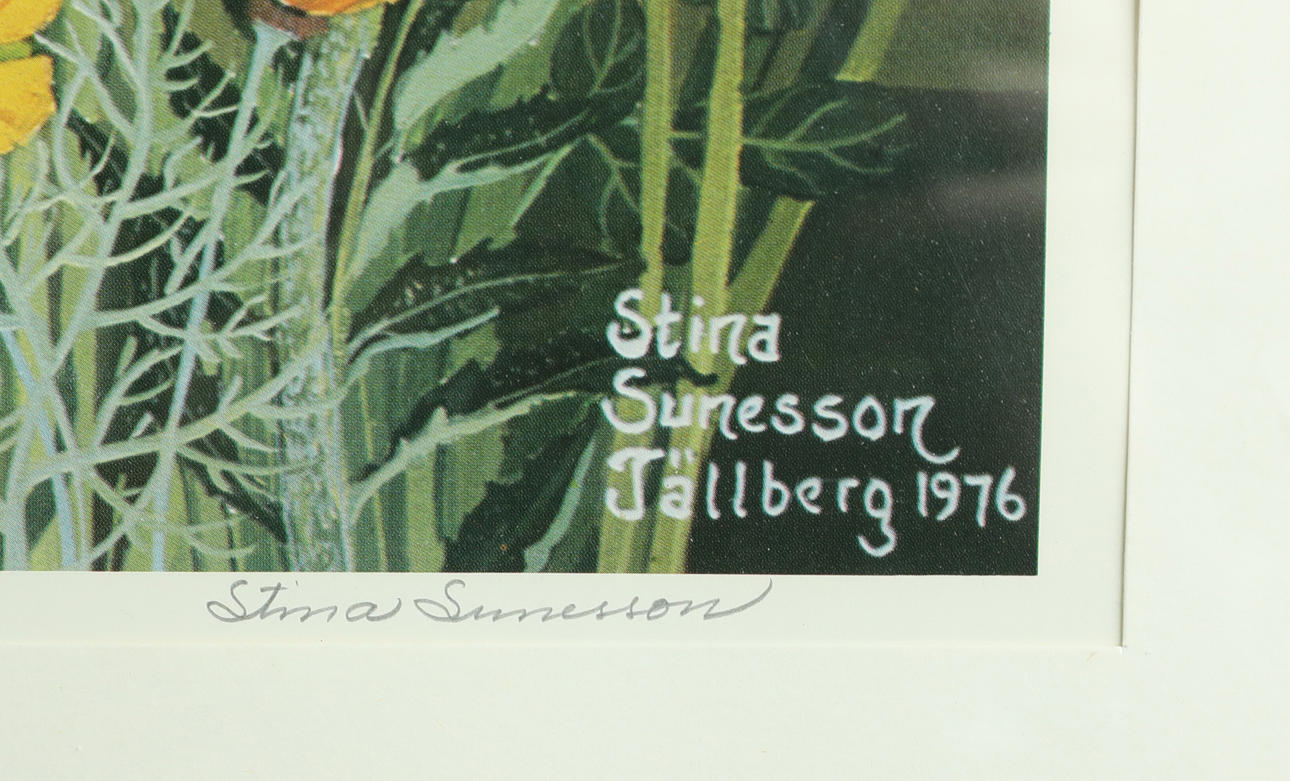 Stina
Sunesson
Tällberg 1976
Stina Sunesson